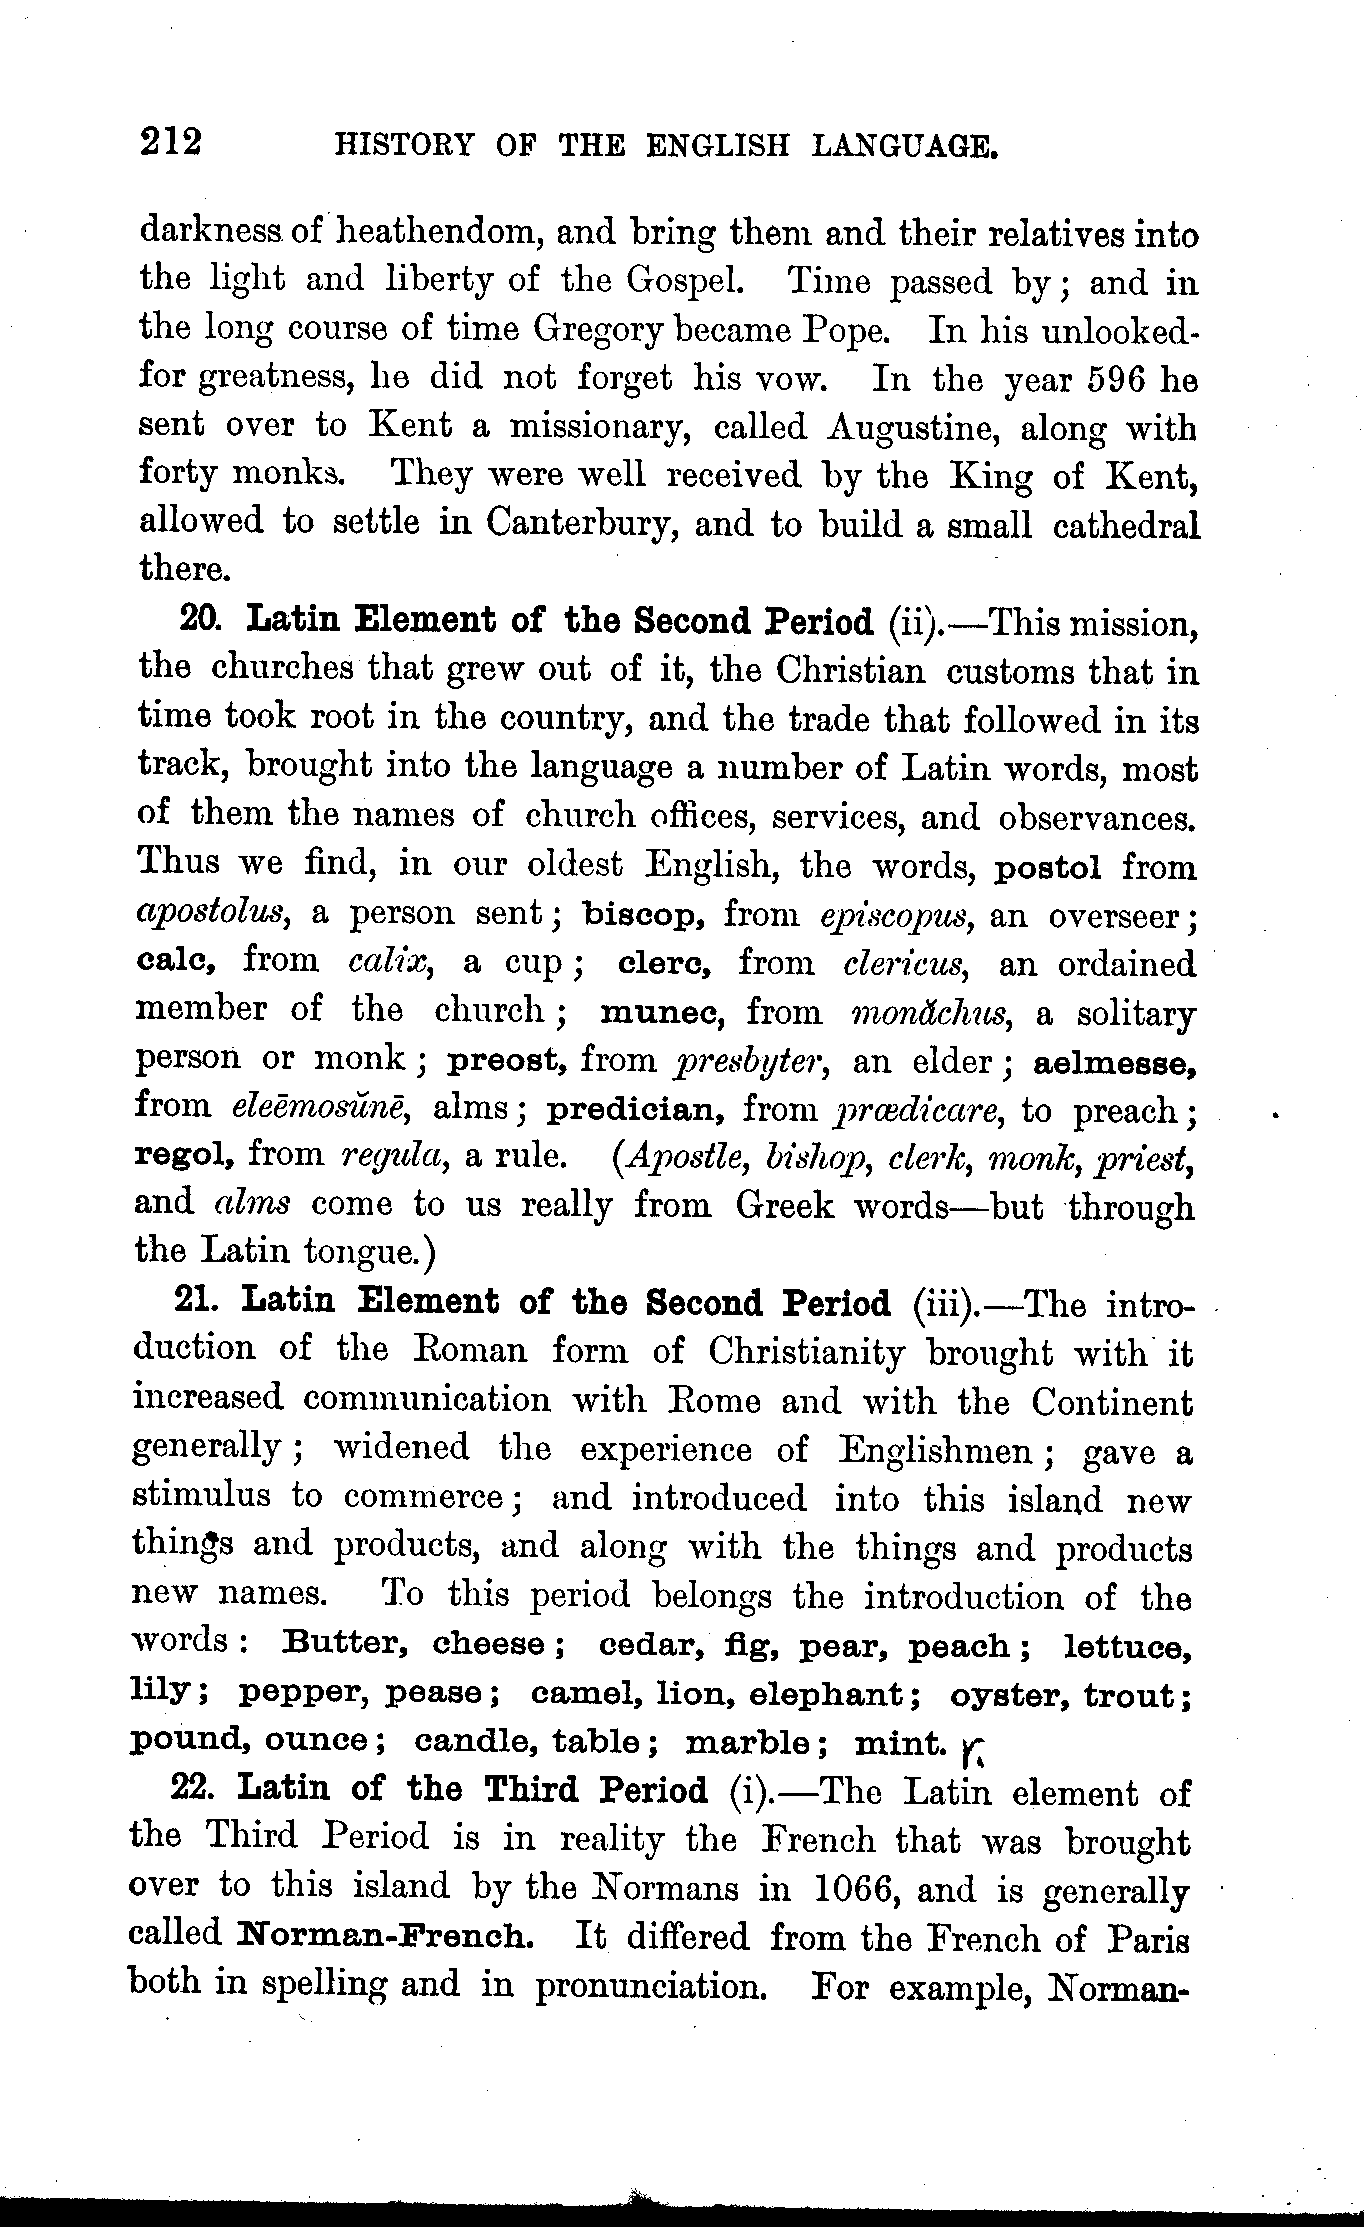 212 HISTORY OF THE ENGLISH LANGUAGE.
darkness of heathendom, and bring them and their relatives into
the light and liberty of the Gospel. Time passed by; and in
the long course of time Gregory became Pope. In his unlooked-
for greatness, he did not forget his vow. In the year 596 he
sent over to Kent a missionary, called Augustine, along with
forty monks. They were well received by the King of Kent,
allowed to settle in Canterbury, and to build a small cathedral
there.
20. Latin Element of the Second Period (ii).—This mission,
the churches that grew out of it, the Christian customs that in
time took root in the country, and the trade that followed in its
track, brought into the language a number of Latin words, most
of them the names of church offices, services, and observances.
Thus we find, in our oldest English, the words, postol from
apostolus, a person sent; biscop, from episcopus, an overseer;
calc, from calix, a cup; clerc, from clericus, an ordained
member of the church; munec, from monăchus, a solitary
person or monk; preost, from presbyter, an elder; aelmesse,
from eleēmosŭnē, alms; predician, from prædicare, to preach;
regol, from regula, a rule. (Apostle, bishop, clerk, monk, priest,
and alms come to us really from Greek words—but through
the Latin tongue.)
21. Latin Element of the Second Period (iii).—The intro-
duction of the Roman form of Christianity brought with it
increased communication with Rome and with the Continent
generally; widened the experience of Englishmen; gave a
stimulus to commerce; and introduced into this island new
things and products, and along with the things and products
new names. To this period belongs the introduction of the
words: Butter, cheese; cedar, fig, pear, peach; lettuce,
lily; pepper, pease; camel, lion, elephant; oyster, trout;
pound, ounce; candle, table; marble; mint.
22. Latin of the Third Period (i).—The Latin element of
the Third Period is in reality the French that was brought
over to this island by the Normans in 1066, and is generally
called Norman-French. It differed from the French of Paris
both in spelling and in pronunciation. For example, Norman-